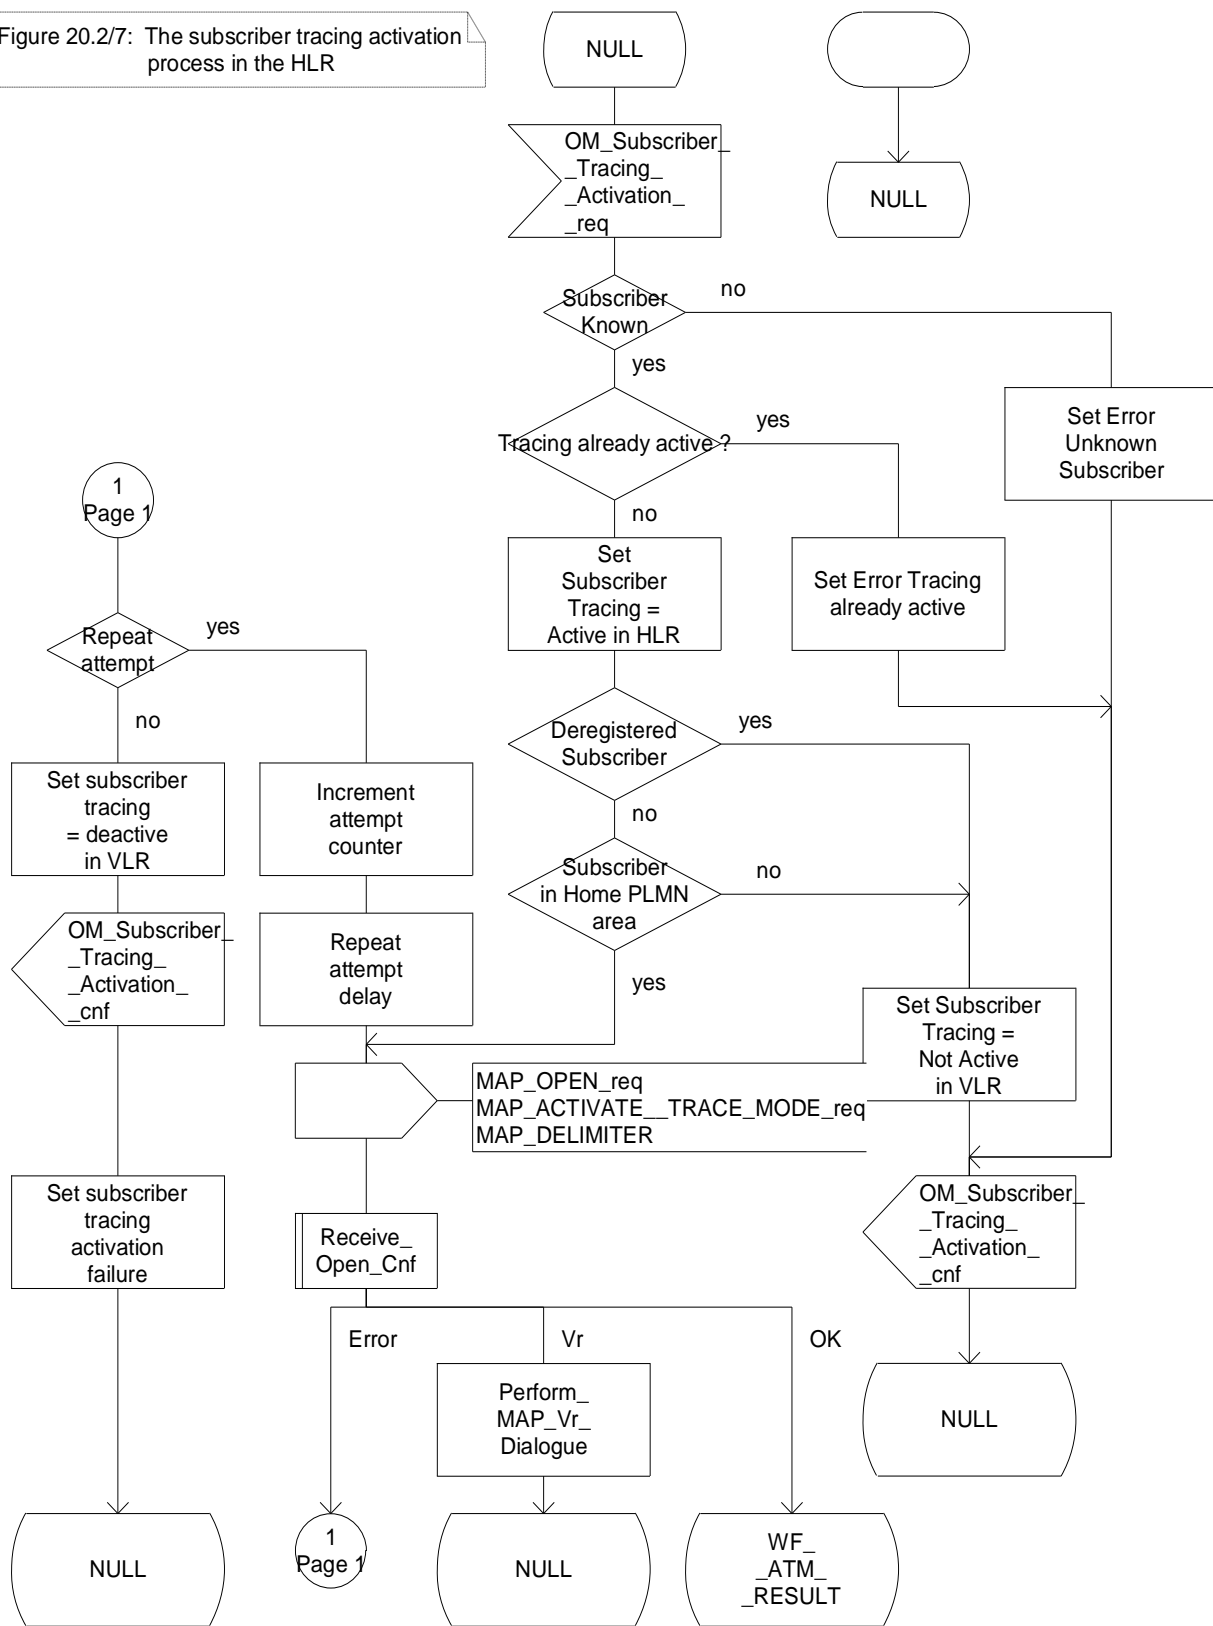 Figure 20.2/7: The subscriber tracing activation
process in the HLR
NULL
OM_Subscriber_
_Tracing_
_Activation_
_req
NULL
Subscriber
Known
no
yes
Tracing already active ?
yes
no
Set Error
Unknown
Subscriber
1
Page 1
Set
Subscriber
Tracing =
Active in HLR
Set Error Tracing
already active
Repeat
attempt
yes
no
Deregistered
Subscriber
yes
no
Set subscriber
tracing
= deactive
in VLR
Increment
attempt
counter
Subscriber
in Home PLMN
area
no
yes
OM_Subscriber_
_Tracing_
_Activation_
_cnf
Repeat
attempt
delay
Set Subscriber
Tracing =
Not Active
in VLR
MAP_OPEN_req
MAP_ACTIVATE__TRACE_MODE_req
MAP_DELIMITER
Set subscriber
tracing
activation
failure
Receive_
Open_Cnf
OM_Subscriber_
_Tracing_
_Activation_
_cnf
Error
Vr
OK
Perform_
MAP_Vr_
Dialogue
NULL
NULL
1
Page 1
NULL
WF_
_ATM_
_RESULT